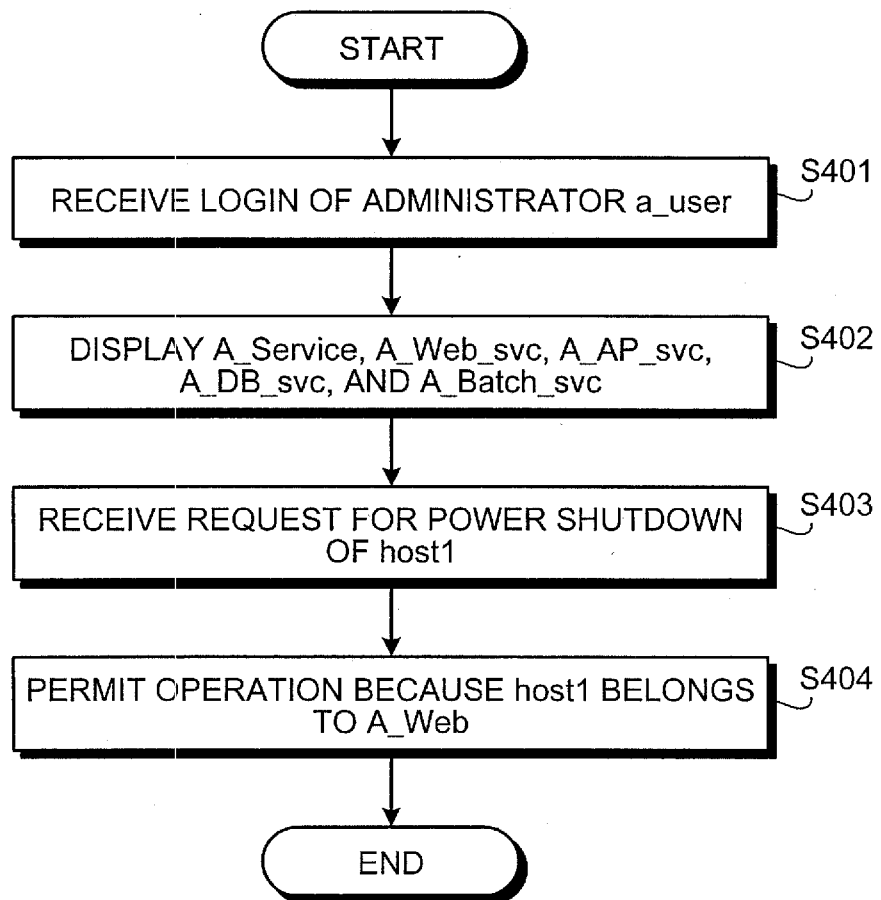 START
RECEIVE LOGIN OF ADMINISTRATOR a_user
S401
DISPLAY A_Service, A_Web_svc, A_AP_svc,
A_DB_svc, AND A_Batch_svc
S402
RECEIVE REQUEST FOR POWER SHUTDOWN
OF host1
S403
PERMIT OPERATION BECAUSE host1 BELONGS
TO A_Web
S404
END